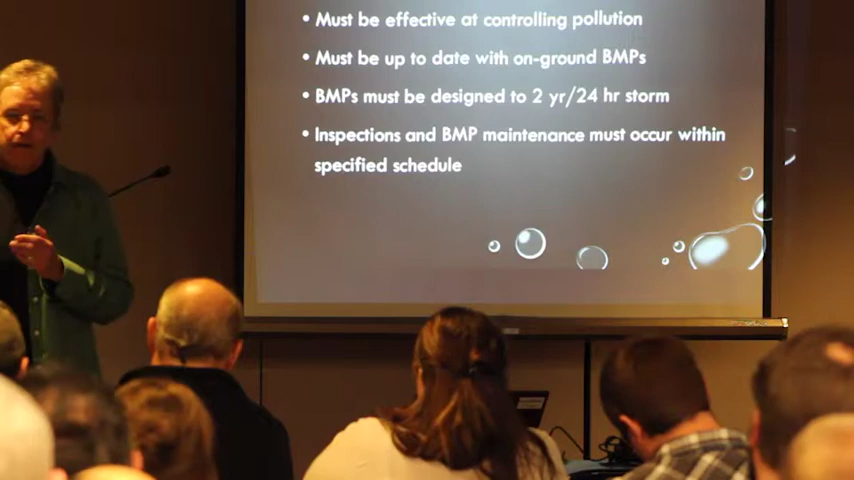 • Must be effective at controlling pollution
• Must be up to date with on-ground BMPs
• BMPs must be designed to 2 yr/24 hr storm
• Inspections and BMP maintenance must occur within
specified schedule